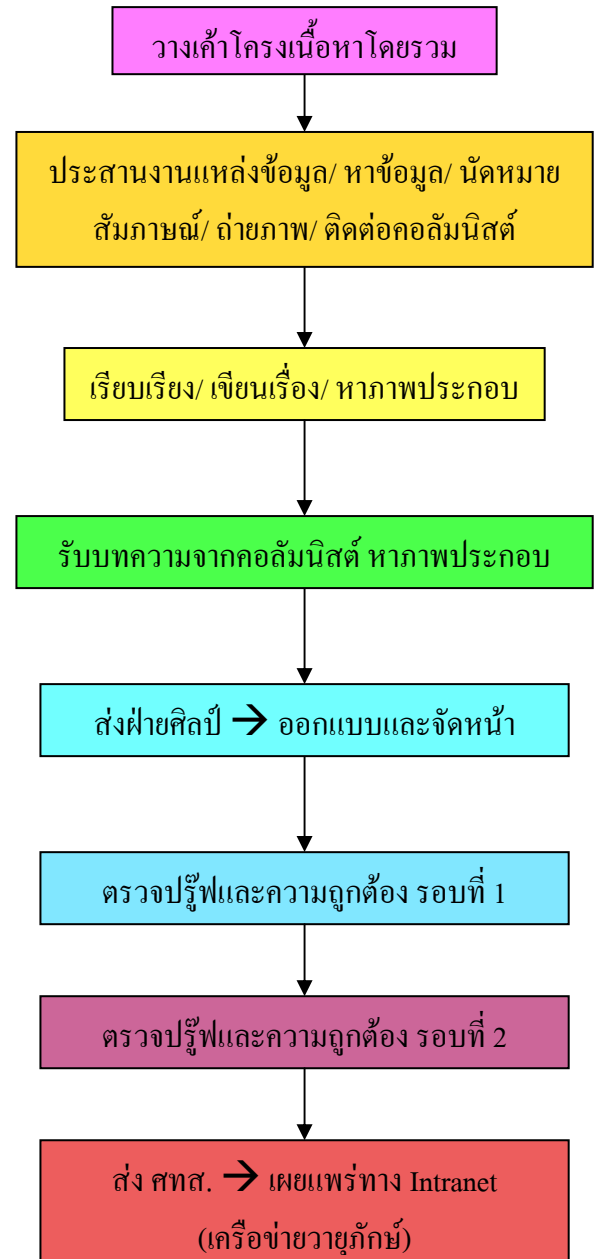 วางเค้าโครงเนื้อหาโดยรวม
ประสานงานแหล่งข้อมูล/ หาข้อมูล/ นัดหมาย
สัมภาษณ์/ ถ่ายภาพ/ ติดต่อคอลัมนิสต์
เรียบเรียง/ เขียนเรื่อง/ หาภาพประกอบ
รับบทความจากคอลัมนิสต์ หาภาพประกอบ
ส่งฝ่ายศิลป์ → ออกแบบและจัดหน้า
ตรวจปรู๊ฟและความถูกต้อง รอบที่ 1
ตรวจปรู๊ฟและความถูกต้อง รอบที่ 2
ส่ง ศทส. → เผยแพร่ทาง Intranet
(เครือข่ายวายุภักษ์)